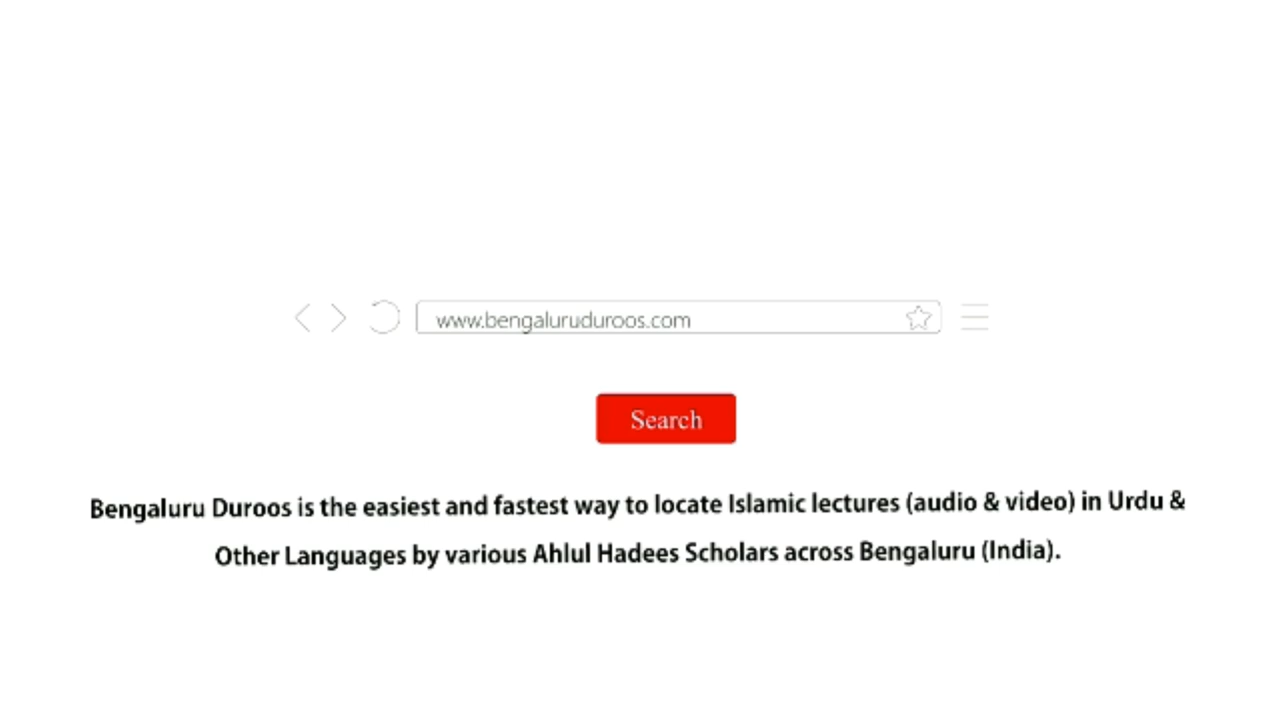 www.bengaluruduroos.com
Search
Bengaluru Duroos is the easiest and fastest way to locate Islamic lectures (audio & video) in Urdu &
Other Languages by various Ahlul Hadees Scholars across Bengaluru (India).